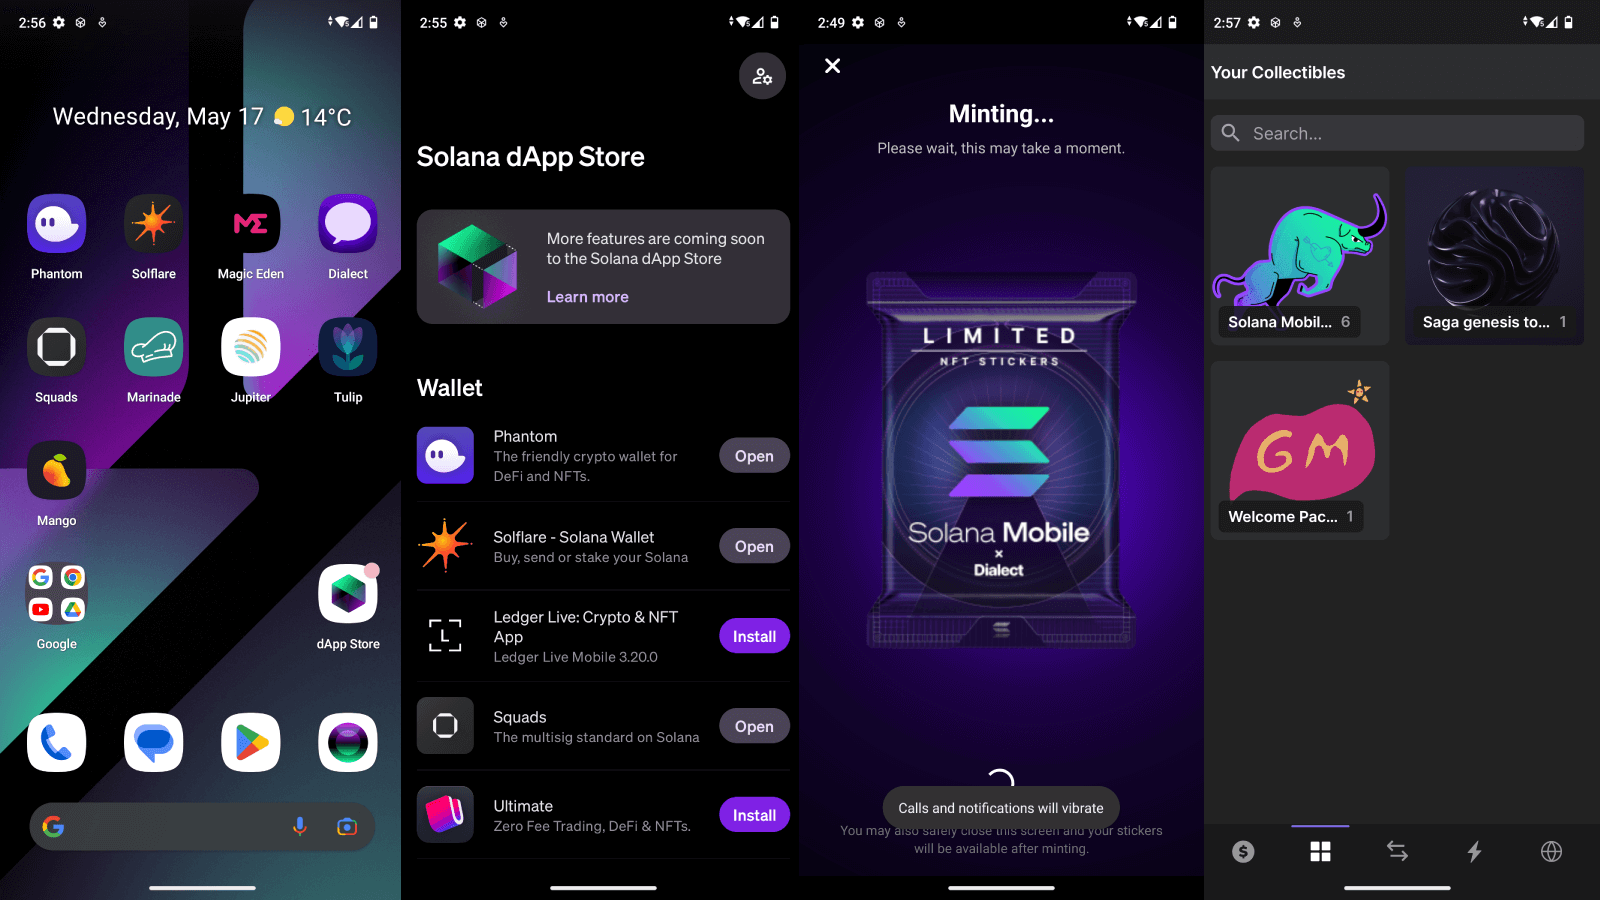 2:56
Wednesday, May 17 14°C
Phantom
Solflare
Magic Eden
Dialect
Squads
Marinade
Jupiter
Tulip
Mango
Google
dApp Store
2:55
Solana dApp Store
More features are coming soon
to the Solana dApp Store
Learn more
Wallet
Phantom
The friendly crypto wallet for
DeFi and NFTs.
Open
Solflare - Solana Wallet
Buy, send or stake your Solana
Open
Ledger Live: Crypto & NFT
App
Ledger Live Mobile 3.20.0
Install
Squads
The multisig standard on Solana
Open
Ultimate
Zero Fee Trading, DeFi & NFTs.
Install
2:49
Minting...
Please wait, this may take a moment.
LIMITED
NFT STICKERS
Solana Mobile
×
Dialect
Calls and notifications will vibrate
You may also safely close this screen and your stickers
will be available after minting.
2:57
Your Collectibles
Search...
Solana Mobil... 6
Saga genesis to... 1
GM
Welcome Pac... 1